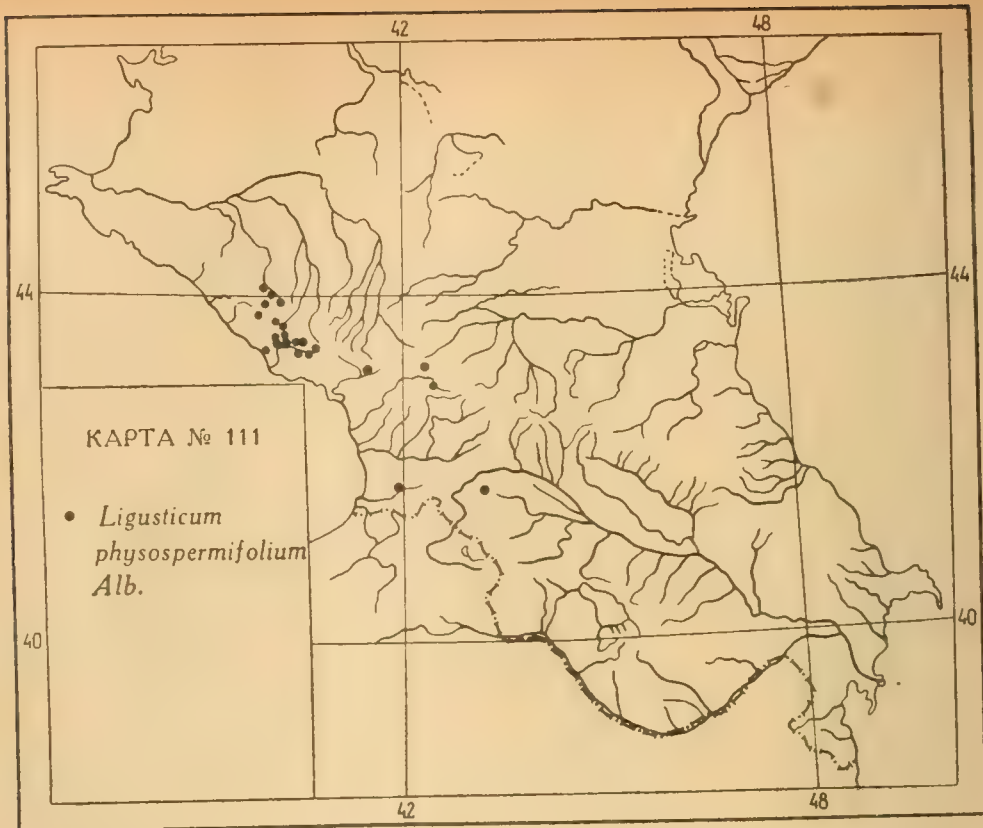 42 48
44 44
КАРТА № 111
Ligusticum
physospermifolium
Alb.
40 40
42 48